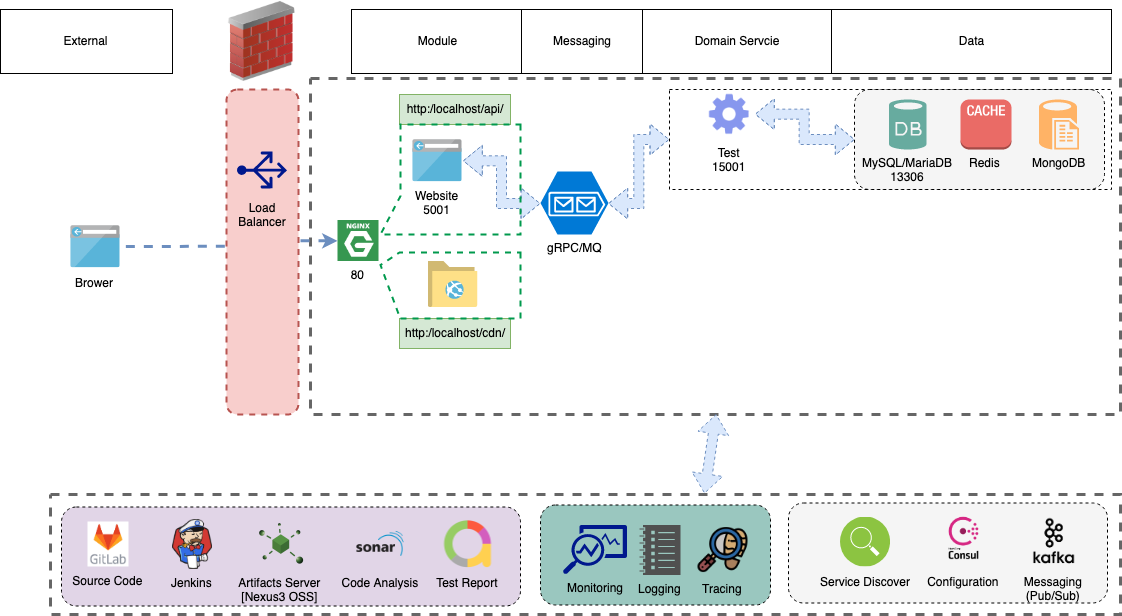 External
Module
Messaging
Domain Servcie
Data
http:/localhost/api/
CACHE
DB
Test
15001
MySQL/MariaDB
13306
Redis
MongoDB
Website
5001
Load
Balancer
NGINX
80
gRPC/MQ
Brower
http:/localhost/cdn/
GitLab
Source Code
Jenkins
Artifacts Server
[Nexus3 OSS]
sonar
Code Analysis
Test Report
Monitoring
Logging
Tracing
Service Discover
Consul
Configuration
kafka
Messaging
(Pub/Sub)